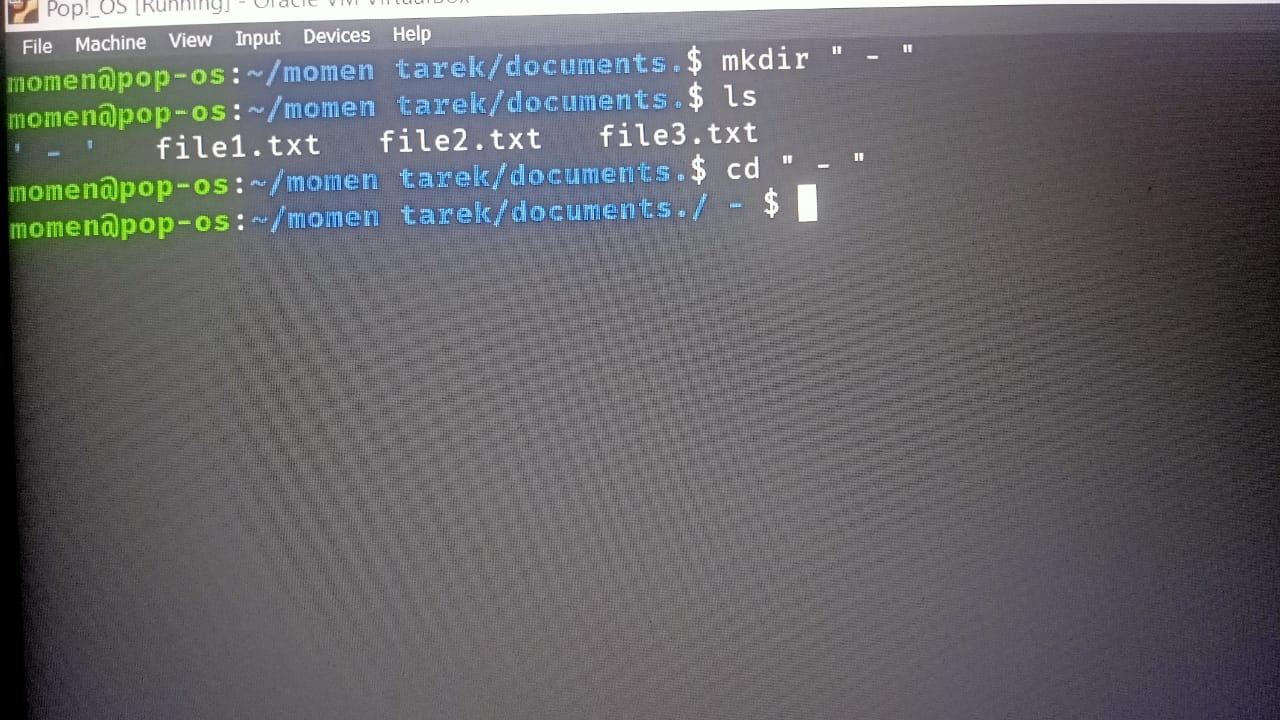 Pop!_OS [Running] - Oracle VM VirtualBox
File Machine View Input Devices Help
momen@pop-os:~/momen tarek/documents.$ mkdir " - "
momen@pop-os:~/momen tarek/documents.$ ls
' - ' file1.txt file2.txt file3.txt
momen@pop-os:~/momen tarek/documents.$ cd " - "
momen@pop-os:~/momen tarek/documents./ - $